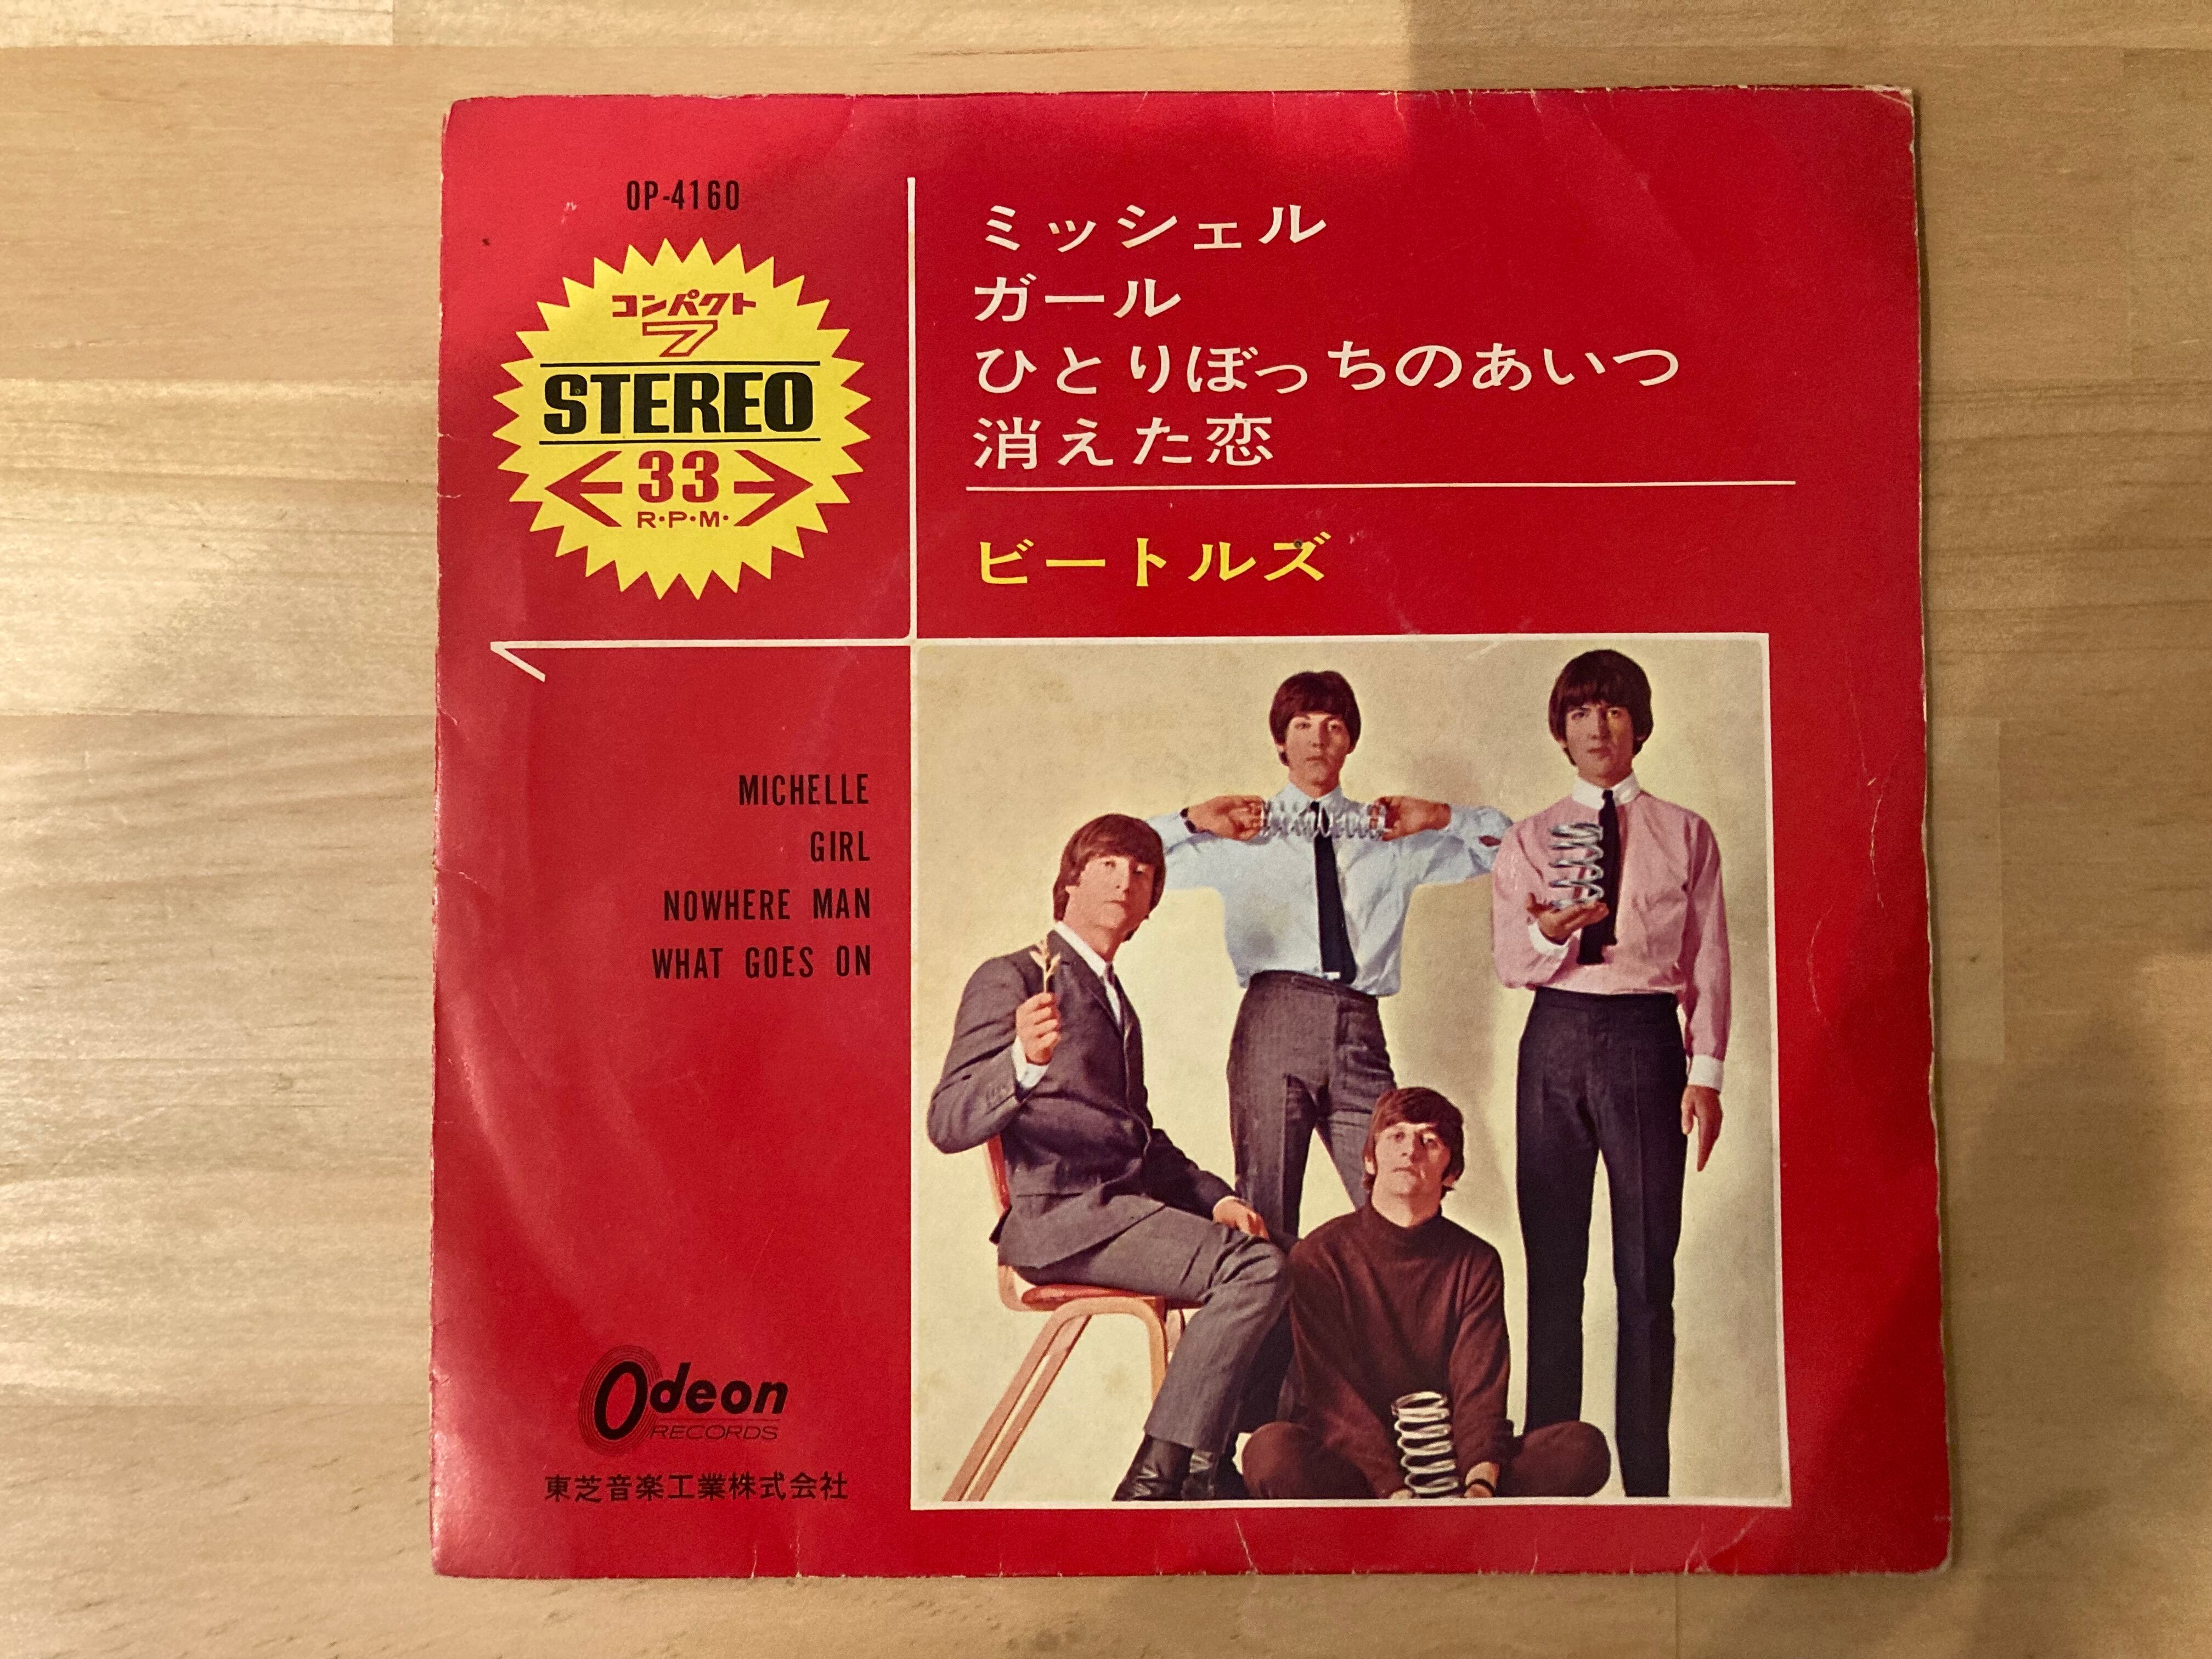 OP-4160
コンパクト
7
STEREO
33
R・P・M・
ミッシェル
ガール
ひとりぼっちのあいつ
消えた恋
ビートルズ
MICHELLE
GIRL
NOWHERE MAN
WHAT GOES ON
Odeon
RECORDS
東芝音楽工業株式会社